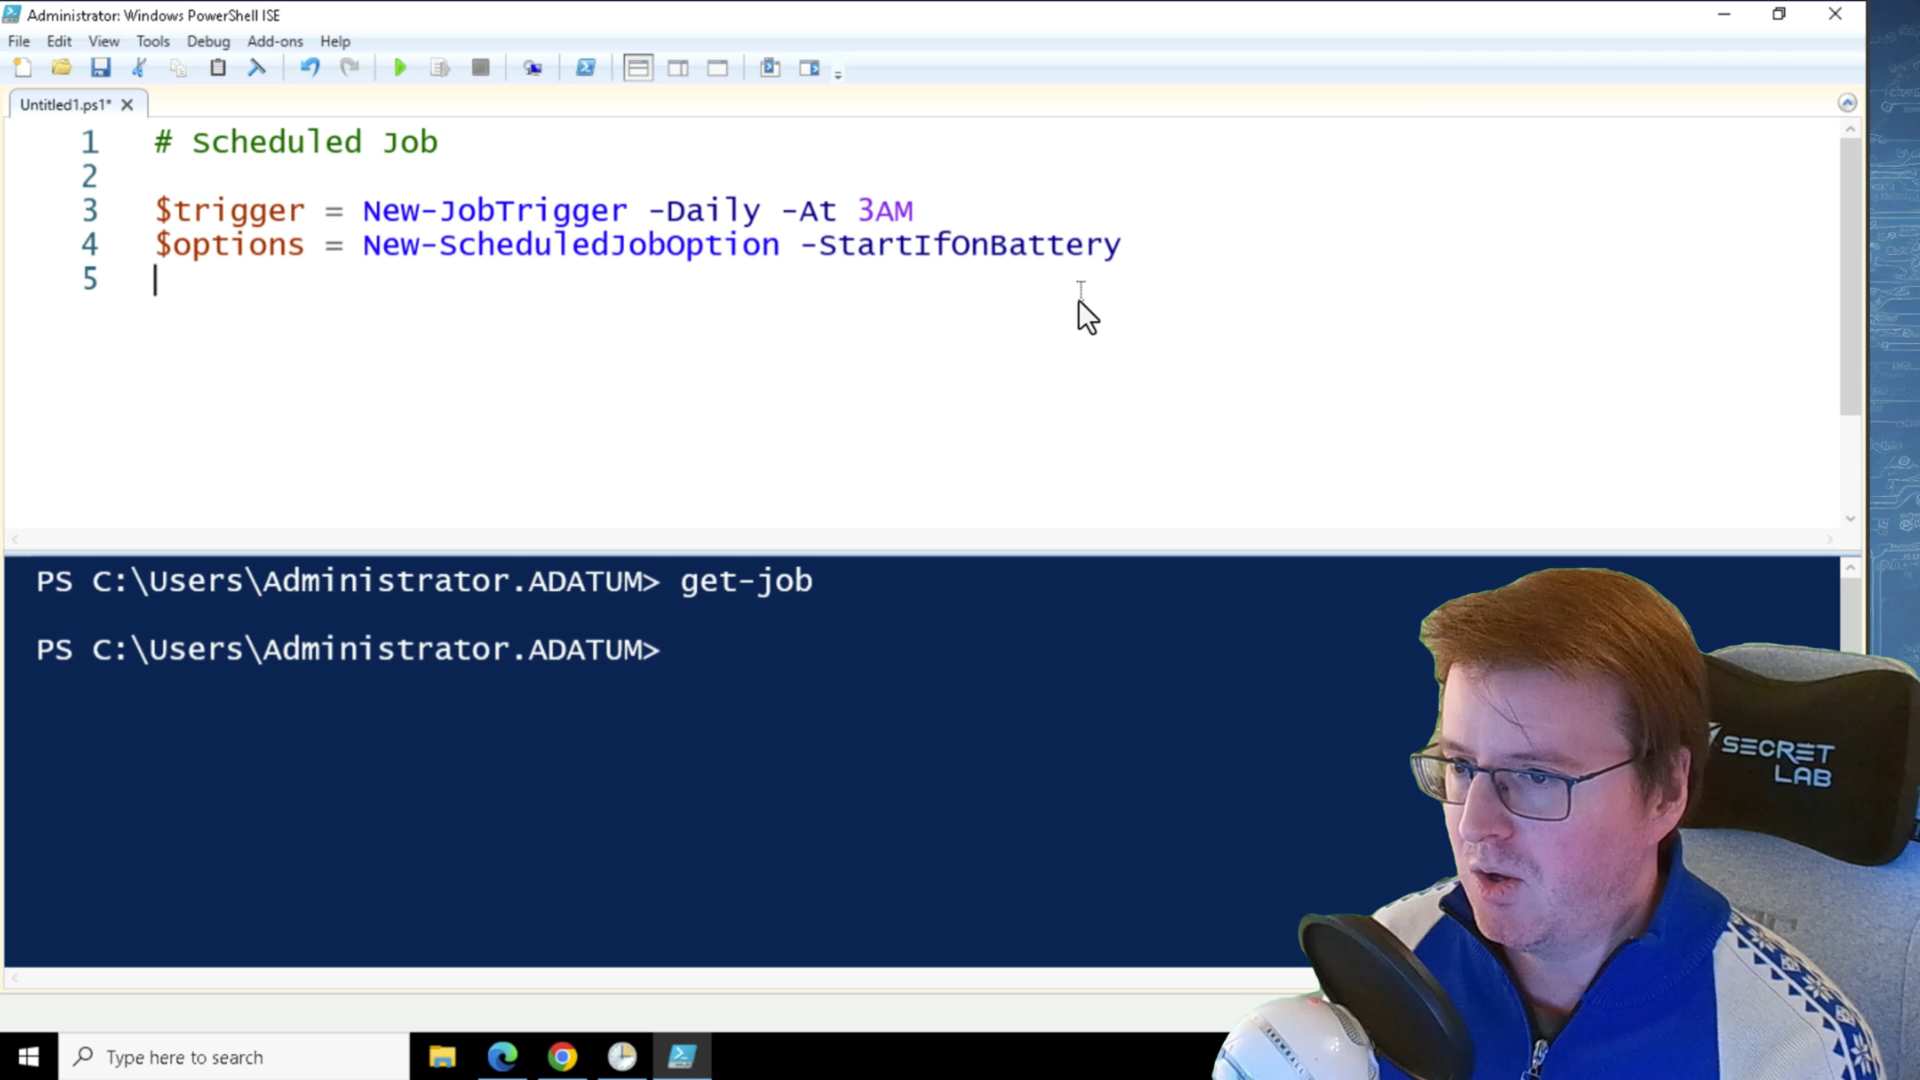 Administrator: Windows PowerShell ISE
File Edit View Tools Debug Add-ons Help
Untitled1.ps1*
1 # Scheduled Job
2
3 $trigger = New-JobTrigger -Daily -At 3AM
4 $options = New-ScheduledJobOption -StartIfOnBattery
5
PS C:\Users\Administrator.ADATUM> get-job
PS C:\Users\Administrator.ADATUM>
SECRET
LAB
Type here to search